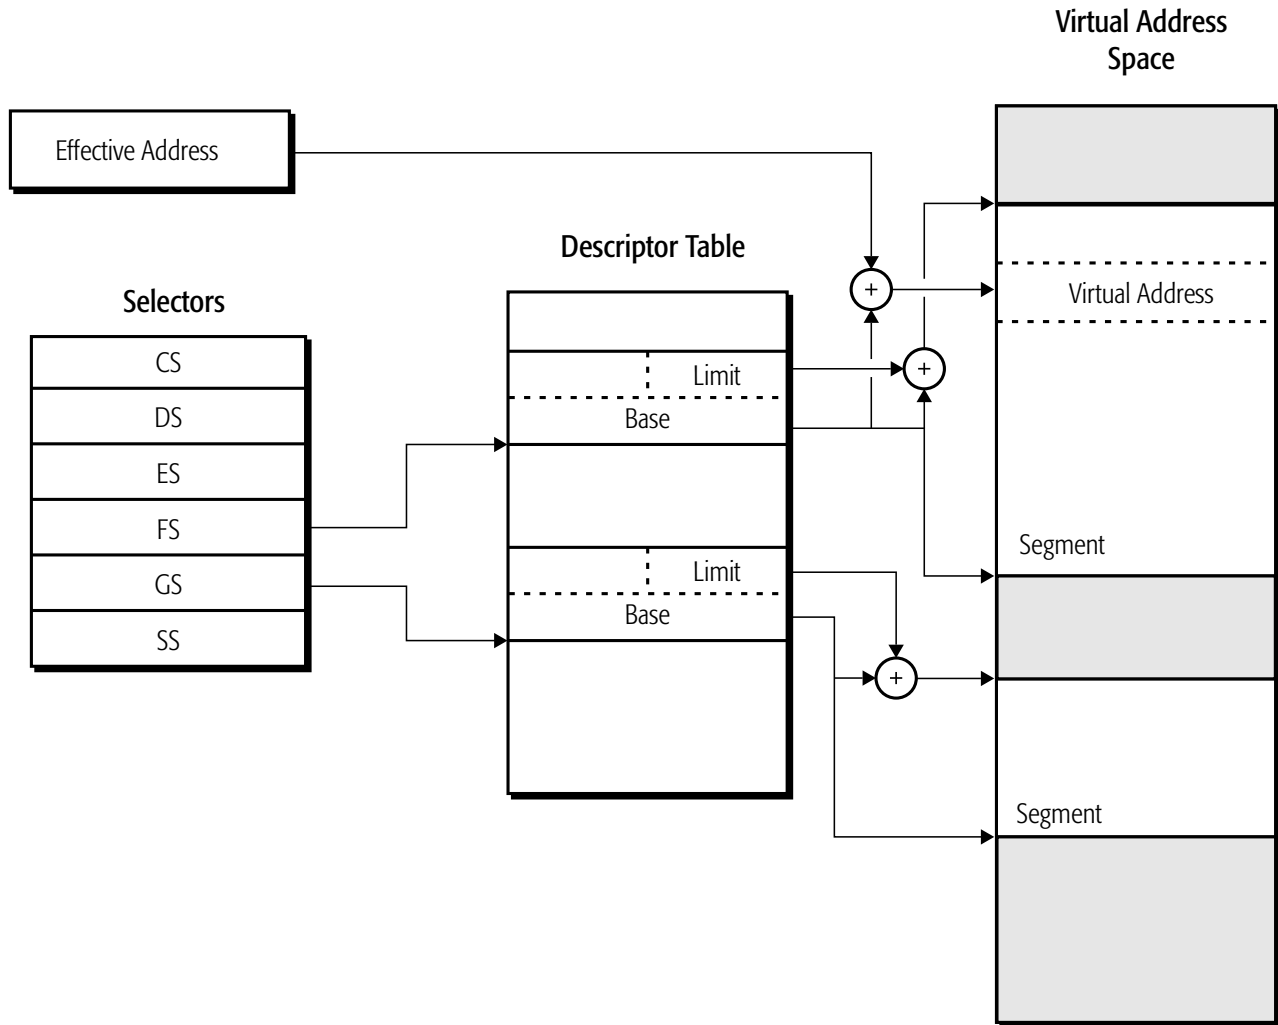 Virtual Address
Space
Effective Address
Descriptor Table
Selectors
CS
DS
ES
FS
GS
SS
Limit
Base
Limit
Base
+
+
+
Virtual Address
Segment
Segment